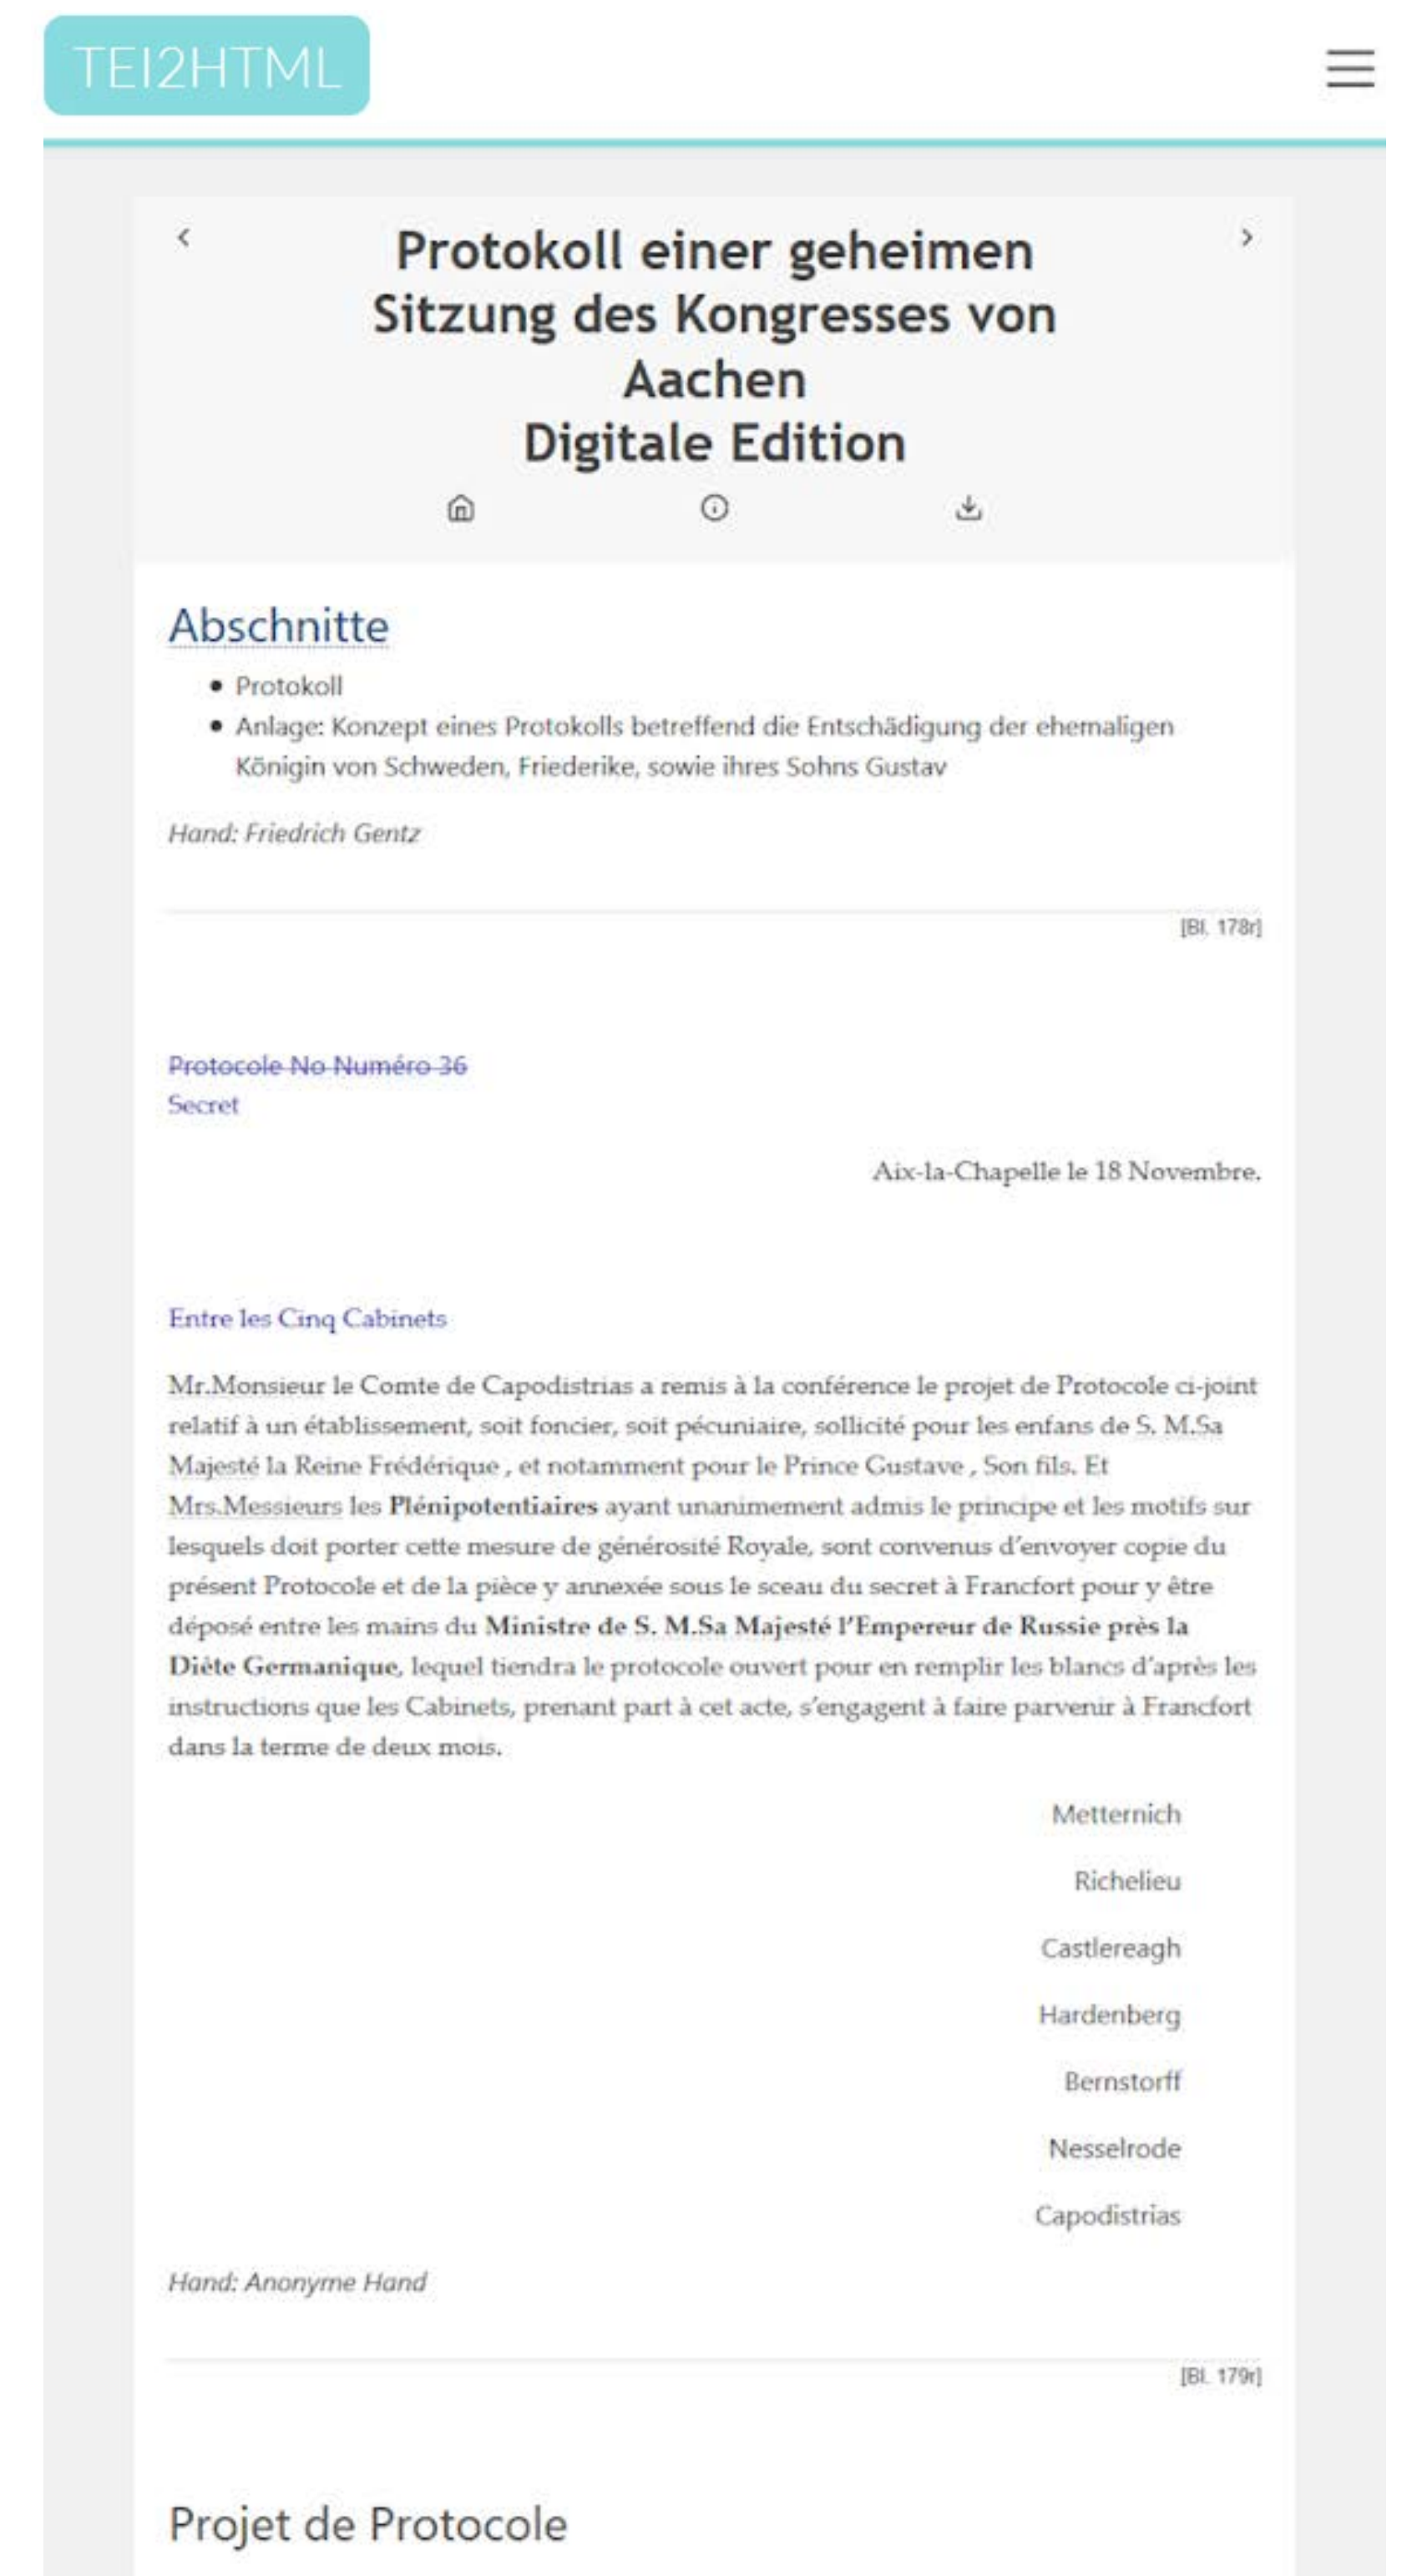 TEI2HTML
Protokoll einer geheimen
Sitzung des Kongresses von
Aachen
Digitale Edition
Abschnitte
Protokoll
Anlage: Konzept eines Protokolls betreffend die Entschädigung der ehemaligen
Königin von Schweden, Friederike, sowie ihres Sohns Gustav
Hand: Friedrich Gentz
[Bl. 178r]
Protocole No Numéro 36
Secret
Aix-la-Chapelle le 18 Novembre.
Entre les Cinq Cabinets
Mr.Monsieur le Comte de Capodistrias a remis à la conférence le projet de Protocole ci-joint
relatif à un établissement, soit foncier, soit pécuniaire, sollicité pour les enfans de S. M.Sa
Majesté la Reine Frédérique , et notamment pour le Prince Gustave , Son fils. Et
Mrs.Messieurs les Plénipotentiaires ayant unanimement admis le principe et les motifs sur
lesquels doit porter cette mesure de générosité Royale, sont convenus d’envoyer copie du
présent Protocole et de la pièce y annexée sous le sceau du secret à Francfort pour y être
déposé entre les mains du Ministre de S. M.Sa Majesté l’Empereur de Russie près la
Diète Germanique, lequel tiendra le protocole ouvert pour en remplir les blancs d’après les
instructions que les Cabinets, prenant part à cet acte, s’engagent à faire parvenir à Francfort
dans la terme de deux mois.
Metternich
Richelieu
Castlereagh
Hardenberg
Bernstorff
Nesselrode
Capodistrias
Hand: Anonyme Hand
[Bl. 179r]
Projet de Protocole